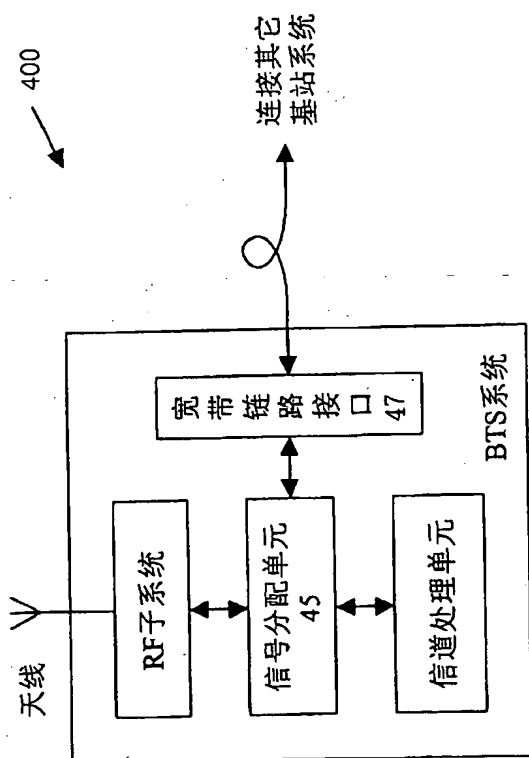 400
天线
RF子系统
信号分配单元
45
信道处理单元
宽带链路接口 47
BTS系统
连接其它
基站系统